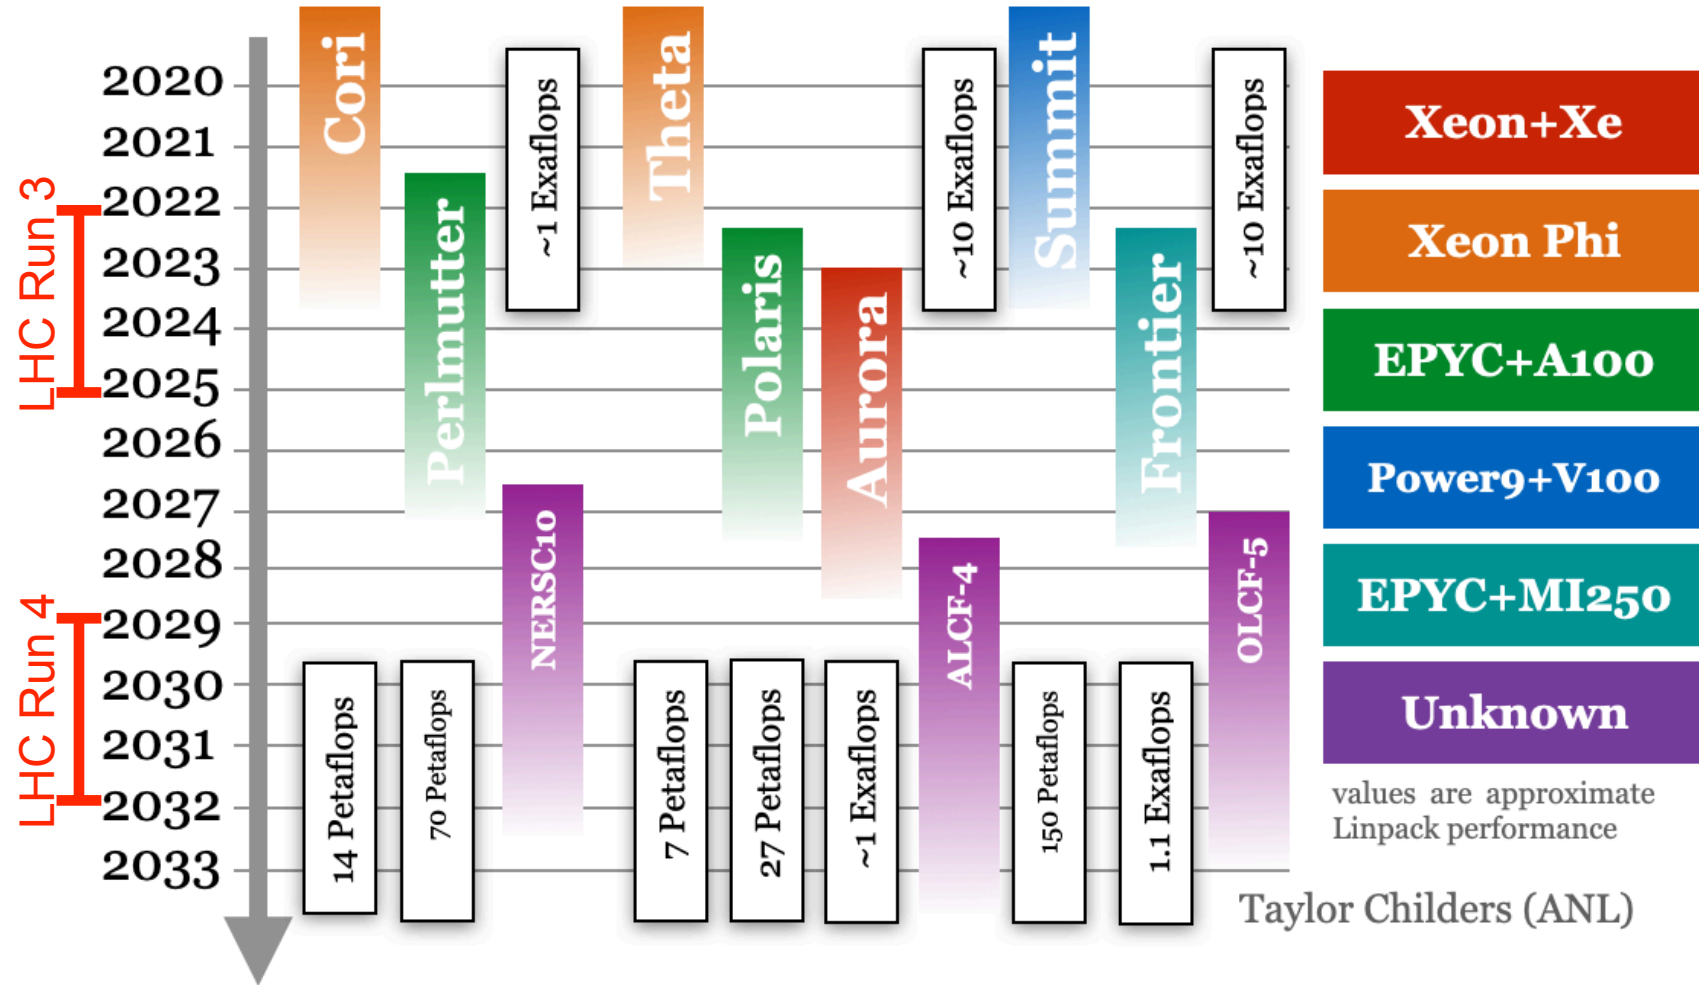 2020
2021
2022
2023
2024
2025
2026
2027
2028
2029
2030
2031
2032
2033
LHC Run 3
LHC Run 4
Cori
Perlmutter
~1 Exaflops
Theta
Polaris
Aurora
~10 Exaflops
Summit
Frontier
~10 Exaflops
NERSC10
ALCF-4
OLCF-5
14 Petaflops
70 Petaflops
7 Petaflops
27 Petaflops
~1 Exaflops
150 Petaflops
1.1 Exaflops
Xeon+Xe
Xeon Phi
EPYC+A100
Power9+V100
EPYC+MI250
Unknown
values are approximate
Linpack performance
Taylor Childers (ANL)